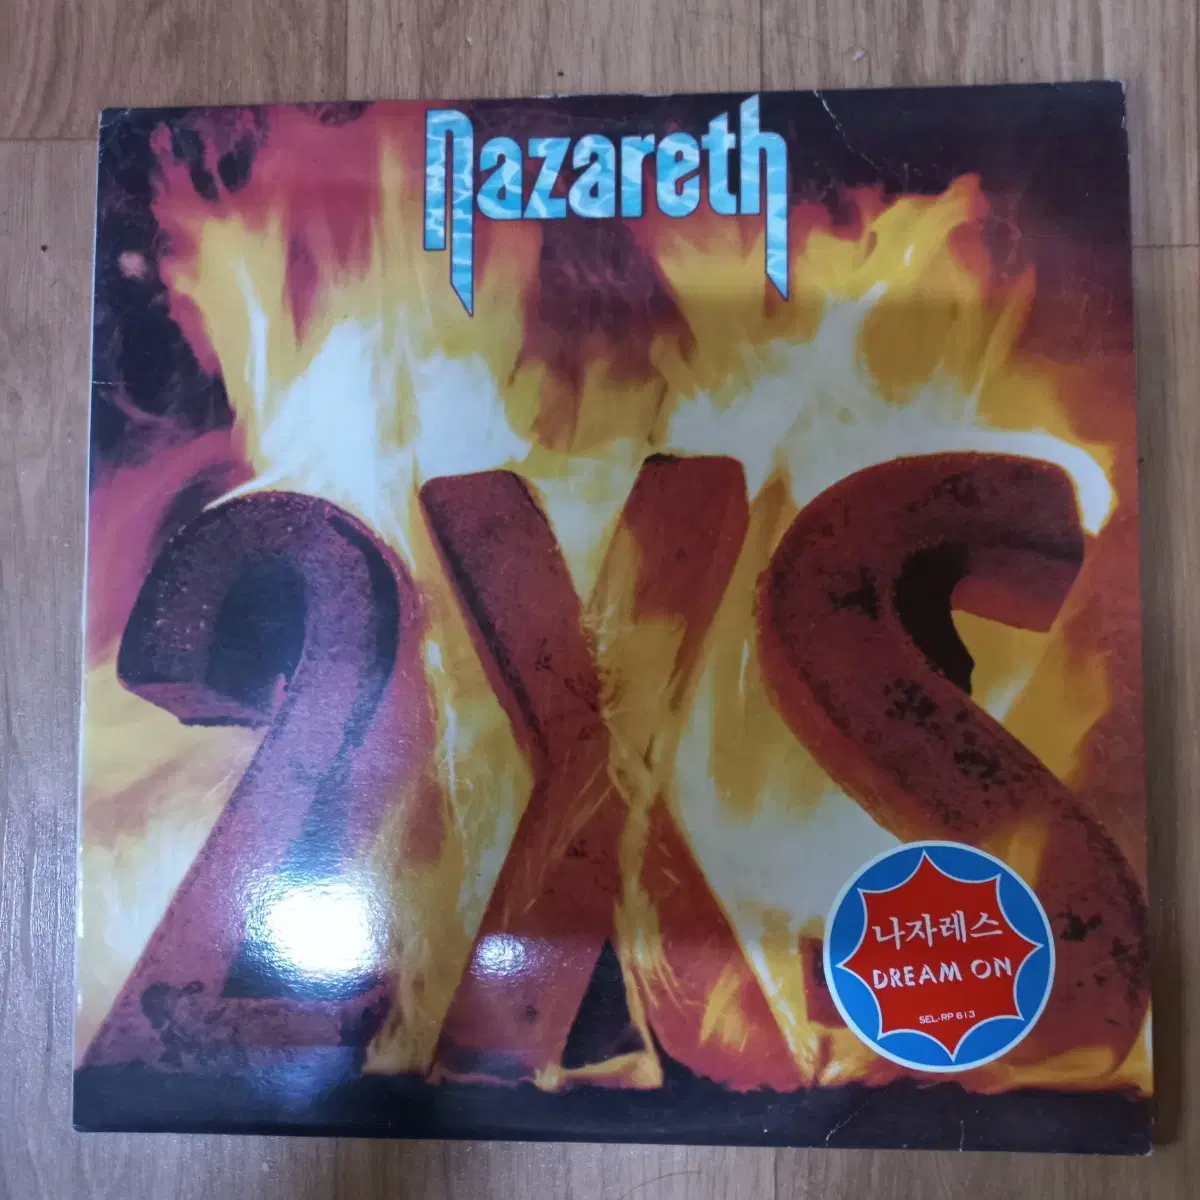 nazareth
2XS
나자레스
DREAM ON
SEL-RP 613